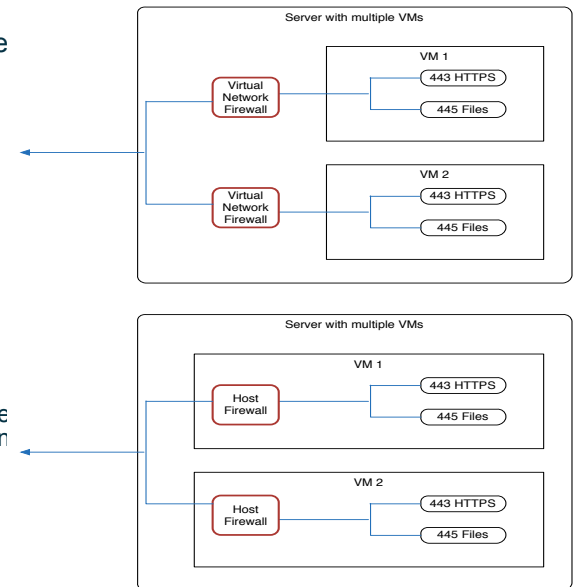 Server with multiple VMs
VM 1
443 HTTPS
445 Files
Virtual
Network
Firewall
VM 2
443 HTTPS
445 Files
Virtual
Network
Firewall
Server with multiple VMs
VM 1
443 HTTPS
445 Files
Host
Firewall
VM 2
443 HTTPS
445 Files
Host
Firewall